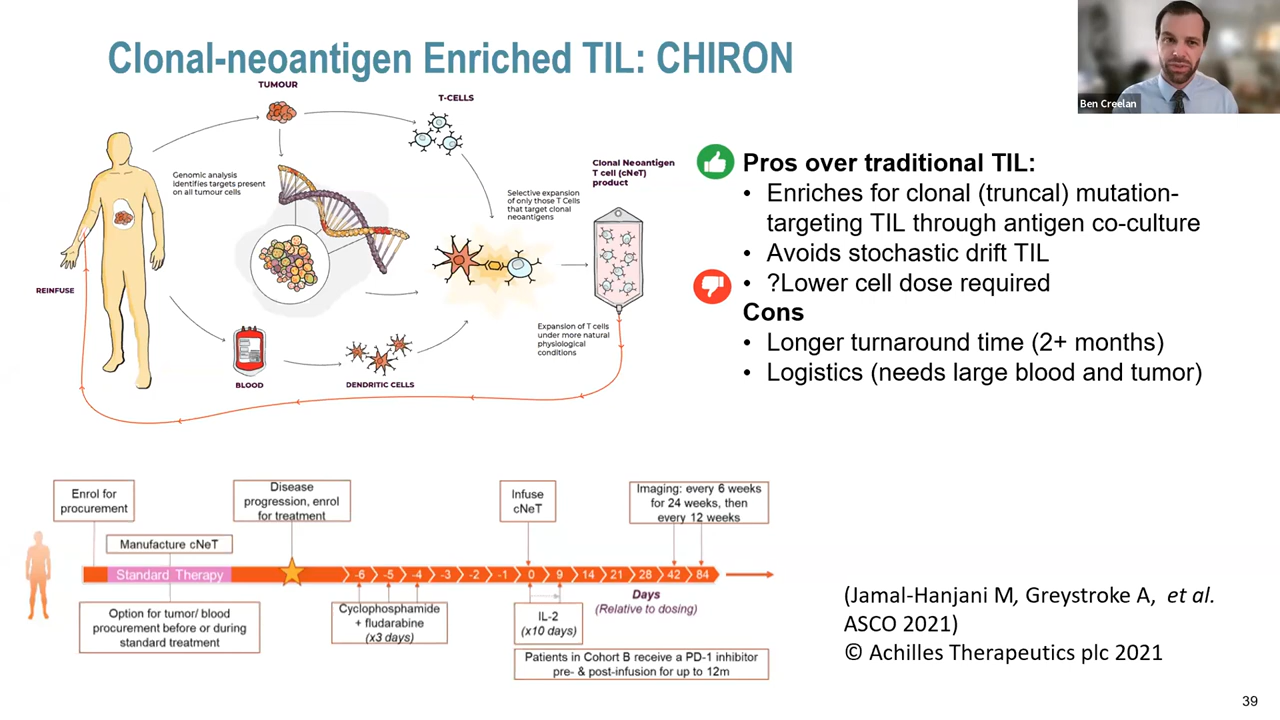 Clonal-neoantigen Enriched TIL: CHIRON
Ben Creelan
TUMOUR
T-CELLS
Genomic analysis
identifies targets present
on all tumour cells
Selective expansion
of only those T Cells
that target clonal
neoantigens
Clonal Neoantigen
T cell (cNeT)
product
REINFUSE
BLOOD
DENDRITIC CELLS
Expansion of T cells
under more natural
physiological
conditions
Pros over traditional TIL:
• Enriches for clonal (truncal) mutation-
targeting TIL through antigen co-culture
• Avoids stochastic drift TIL
• ?Lower cell dose required
Cons
• Longer turnaround time (2+ months)
• Logistics (needs large blood and tumor)
Enrol for
procurement
Manufacture cNeT
Disease
progression, enrol
for treatment
Infuse
cNeT
Imaging: every 6 weeks
for 24 weeks, then
every 12 weeks
Standard Therapy
-6 -5 -4 -3 -2 -1 0 9 14 21 28 42 84
Days
(Relative to dosing)
Option for tumor/ blood
procurement before or during
standard treatment
Cyclophosphamide
+ fludarabine
(x3 days)
IL-2
(x10 days)
Patients in Cohort B receive a PD-1 inhibitor
pre- & post-infusion for up to 12m
(Jamal-Hanjani M, Greystroke A, et al.
ASCO 2021)
© Achilles Therapeutics plc 2021
39